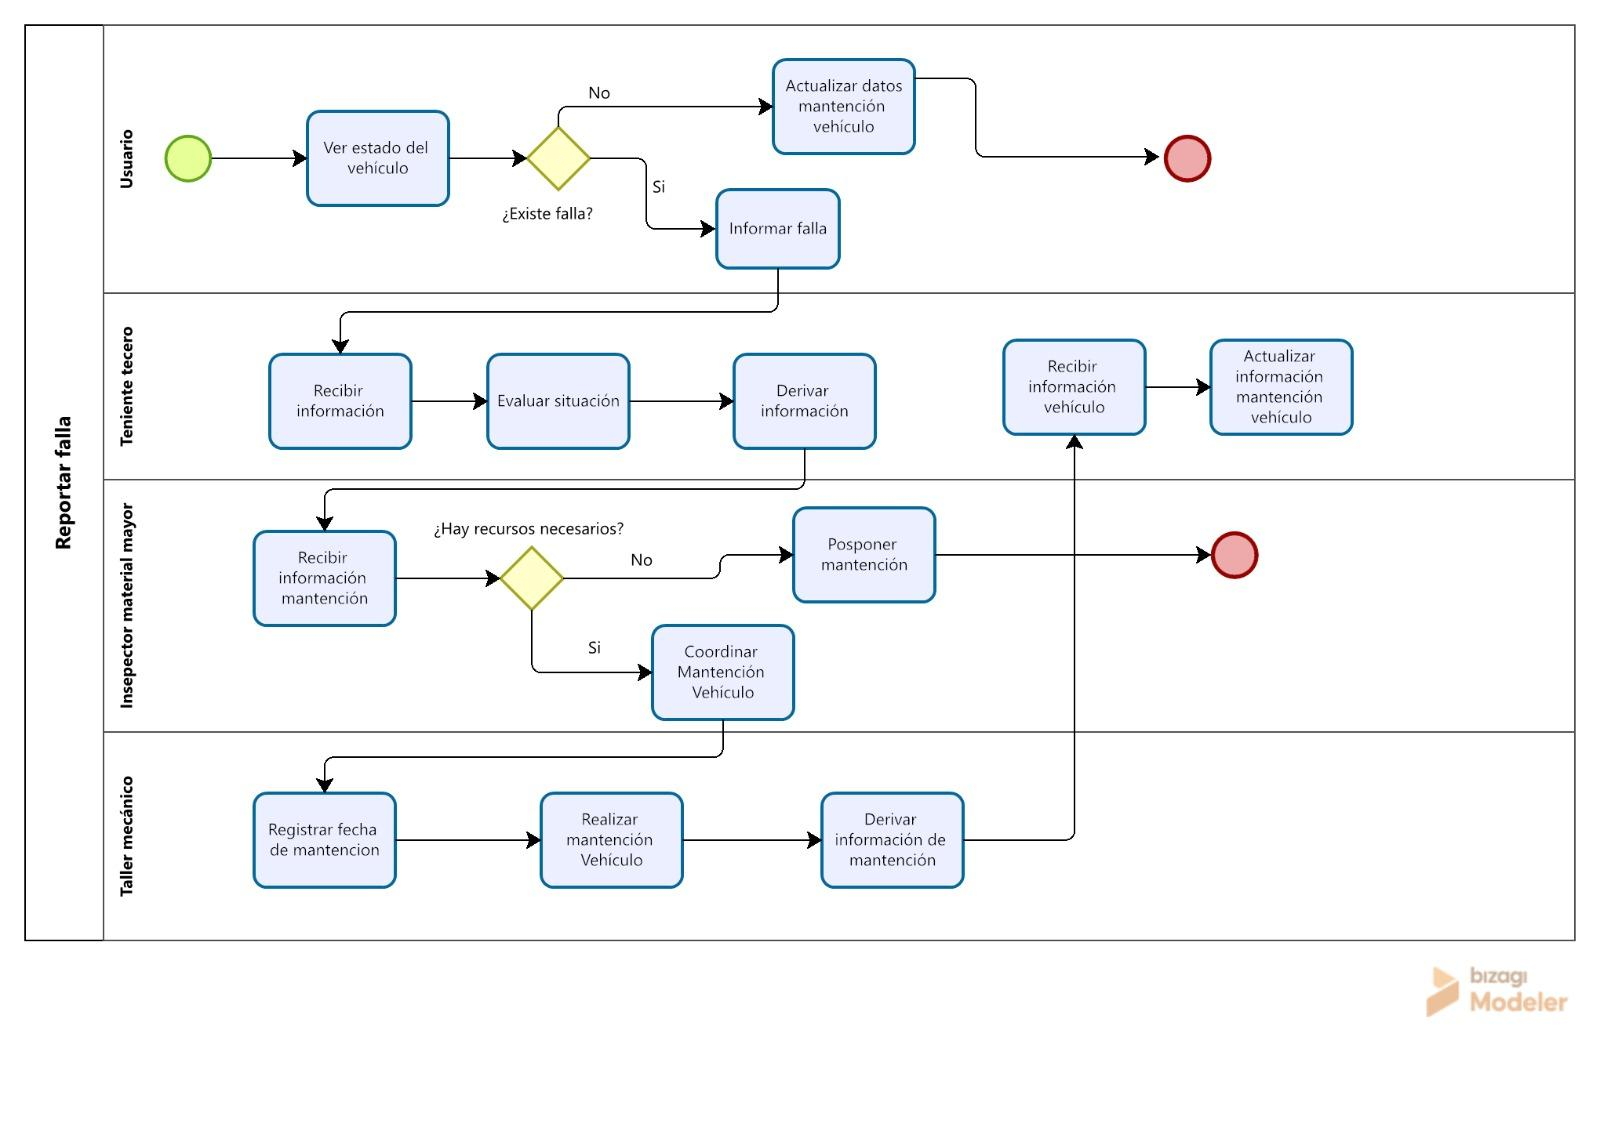 Reportar falla
Usuario
Ver estado del
vehículo
¿Existe falla?
No
Si
Actualizar datos
mantención
vehículo
Informar falla
Teniente tecero
Recibir
información
Evaluar situación
Derivar
información
Recibir
información
vehículo
Actualizar
información
mantención
vehículo
Insepector material mayor
Recibir
información
mantención
¿Hay recursos necesarios?
No
Si
Posponer
mantención
Coordinar
Mantención
Vehículo
Taller mecánico
Registrar fecha
de mantencion
Realizar
mantención
Vehículo
Derivar
información de
mantención
bizagi
Modeler